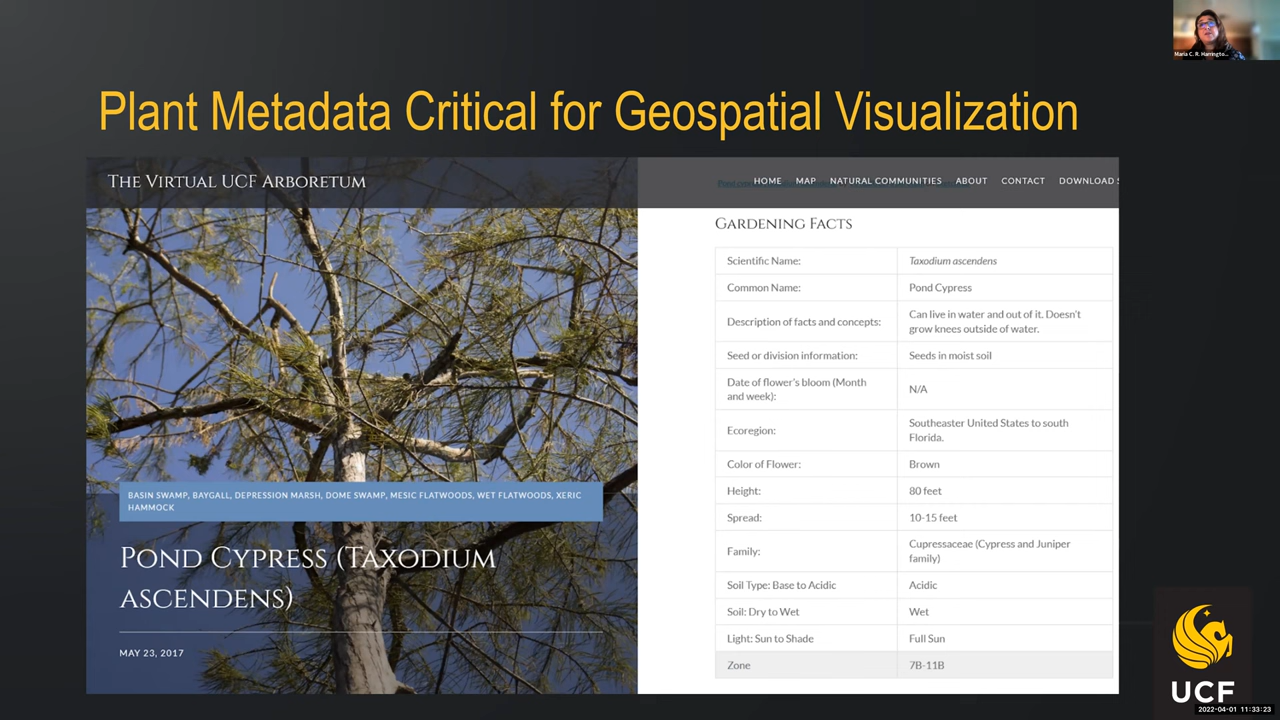 Maria C. R. Harringto...
Plant Metadata Critical for Geospatial Visualization
The Virtual UCF Arboretum
HOME MAP NATURAL COMMUNITIES ABOUT CONTACT DOWNLOAD
BASIN SWAMP, BAYGALL, DEPRESSION MARSH, DOME SWAMP, MESIC FLATWOODS, WET FLATWOODS, XERIC
HAMMOCK
Pond Cypress (Taxodium
ascendens)
MAY 23, 2017
Gardening Facts
Scientific Name: Taxodium ascendens
Common Name: Pond Cypress
Description of facts and concepts: Can live in water and out of it. Doesn't
grow knees outside of water.
Seed or division information: Seeds in moist soil
Date of flower's bloom (Month
and week): N/A
Ecoregion: Southeaster United States to south
Florida.
Color of Flower: Brown
Height: 80 feet
Spread: 10-15 feet
Family: Cupressaceae (Cypress and Juniper
family)
Soil Type: Base to Acidic Acidic
Soil: Dry to Wet Wet
Light: Sun to Shade Full Sun
Zone 7B-11B
UCF
2022-04-01 11:33:23